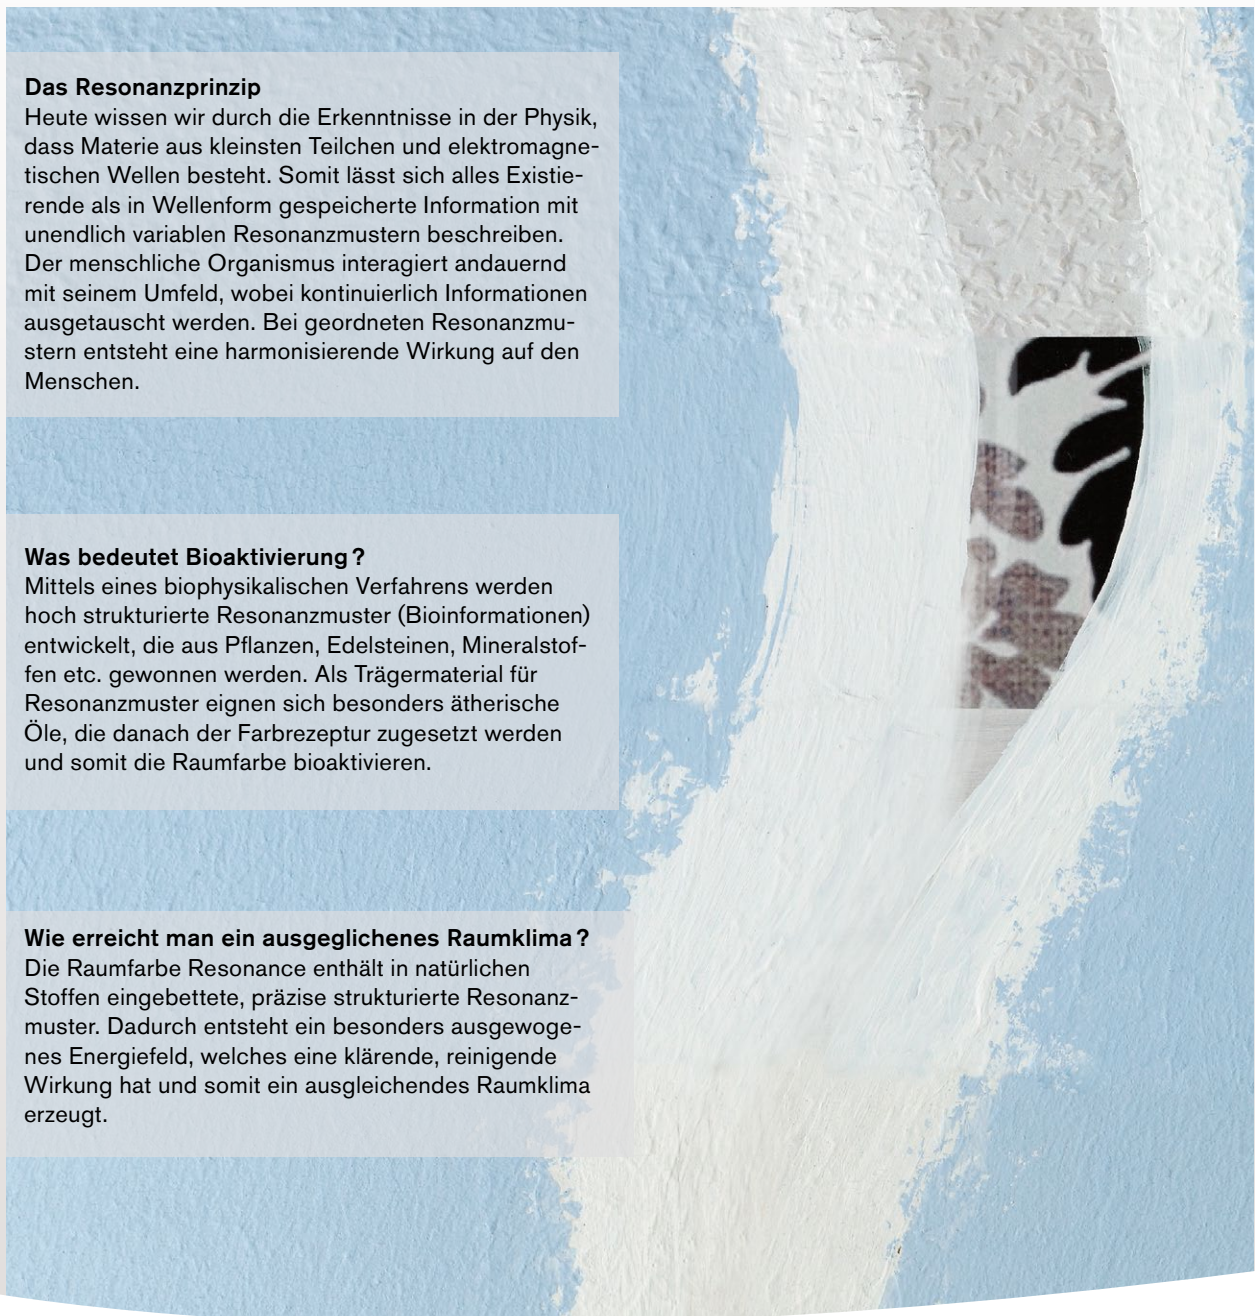 Das Resonanzprinzip
Heute wissen wir durch die Erkenntnisse in der Physik,
dass Materie aus kleinsten Teilchen und elektromagne-
tischen Wellen besteht. Somit lässt sich alles Existie-
rende als in Wellenform gespeicherte Information mit
unendlich variablen Resonanzmustern beschreiben.
Der menschliche Organismus interagiert andauernd
mit seinem Umfeld, wobei kontinuierlich Informationen
ausgetauscht werden. Bei geordneten Resonanzmu-
stern entsteht eine harmonisierende Wirkung auf den
Menschen.
Was bedeutet Bioaktivierung?
Mittels eines biophysikalischen Verfahrens werden
hoch strukturierte Resonanzmuster (Bioinformationen)
entwickelt, die aus Pflanzen, Edelsteinen, Mineralstof-
fen etc. gewonnen werden. Als Trägermaterial für
Resonanzmuster eignen sich besonders ätherische
Öle, die danach der Farbrezeptur zugesetzt werden
und somit die Raumfarbe bioaktivieren.
Wie erreicht man ein ausgeglichenes Raumklima?
Die Raumfarbe Resonance enthält in natürlichen
Stoffen eingebettete, präzise strukturierte Resonanz-
muster. Dadurch entsteht ein besonders ausgewoge-
nes Energiefeld, welches eine klärende, reinigende
Wirkung hat und somit ein ausgleichendes Raumklima
erzeugt.